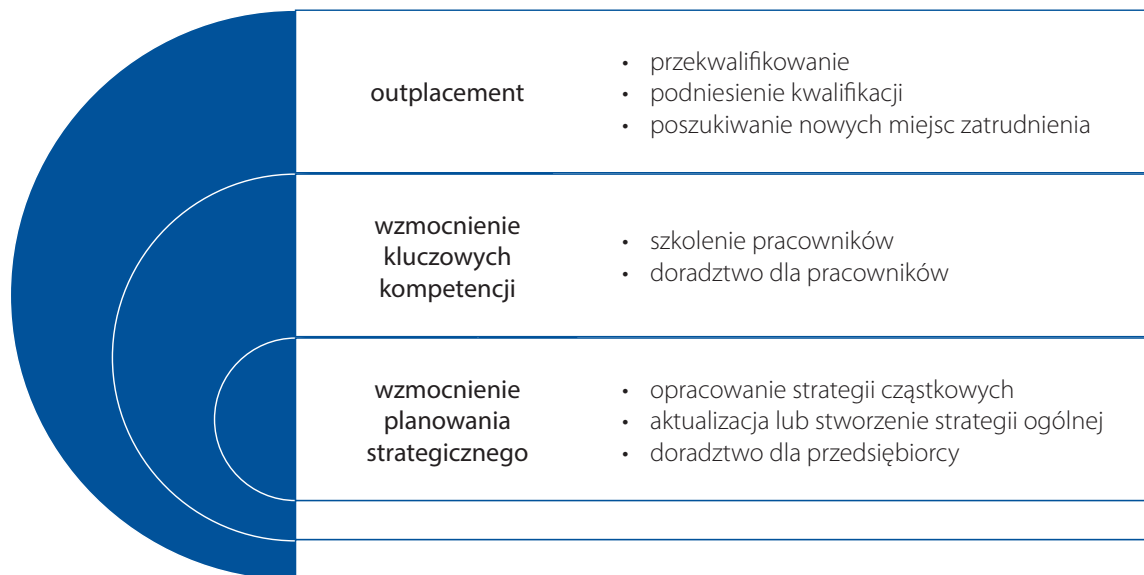 outplacement
• przekwalifikowanie
• podniesienie kwalifikacji
• poszukiwanie nowych miejsc zatrudnienia
wzmocnienie
kluczowych
kompetencji
• szkolenie pracowników
• doradztwo dla pracowników
wzmocnienie
planowania
strategicznego
• opracowanie strategii cząstkowych
• aktualizacja lub stworzenie strategii ogólnej
• doradztwo dla przedsiębiorcy